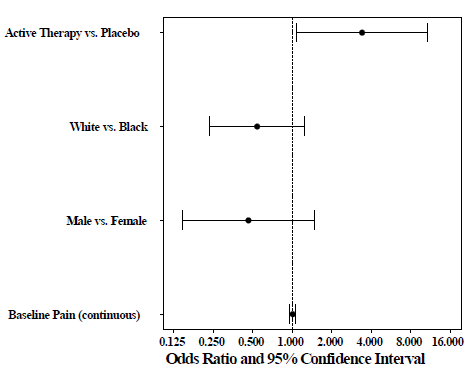 Active Therapy vs. Placebo
White vs. Black
Male vs. Female
Baseline Pain (continuous)
0.125 0.250 0.500 1.000 2.000 4.000 8.000 16.000
Odds Ratio and 95% Confidence Interval